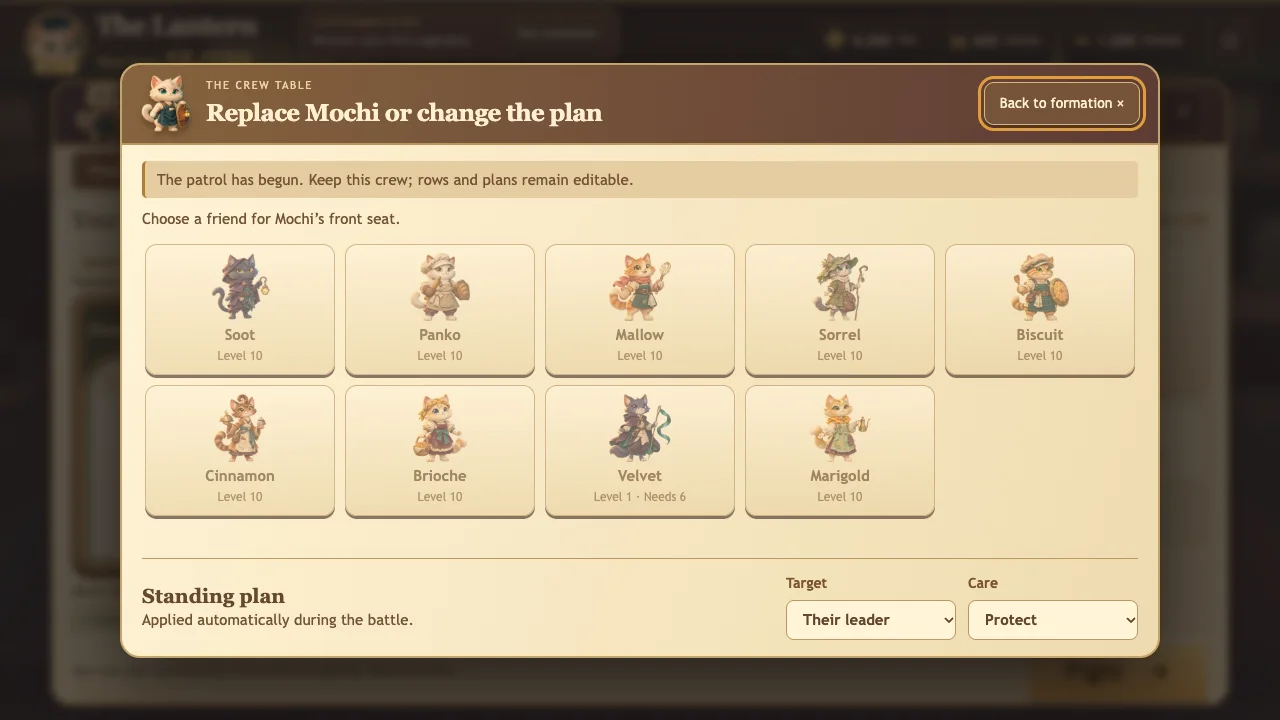 The Lantern
THE CREW TABLE
Replace Mochi or change the plan
Back to formation ×
The patrol has begun. Keep this crew; rows and plans remain editable.
Choose a friend for Mochi’s front seat.
Soot
Level 10
Panko
Level 10
Mallow
Level 10
Sorrel
Level 10
Biscuit
Level 10
Cinnamon
Level 10
Brioche
Level 10
Velvet
Level 1 · Needs 6
Marigold
Level 10
Standing plan
Applied automatically during the battle.
Target
Their leader
Care
Protect